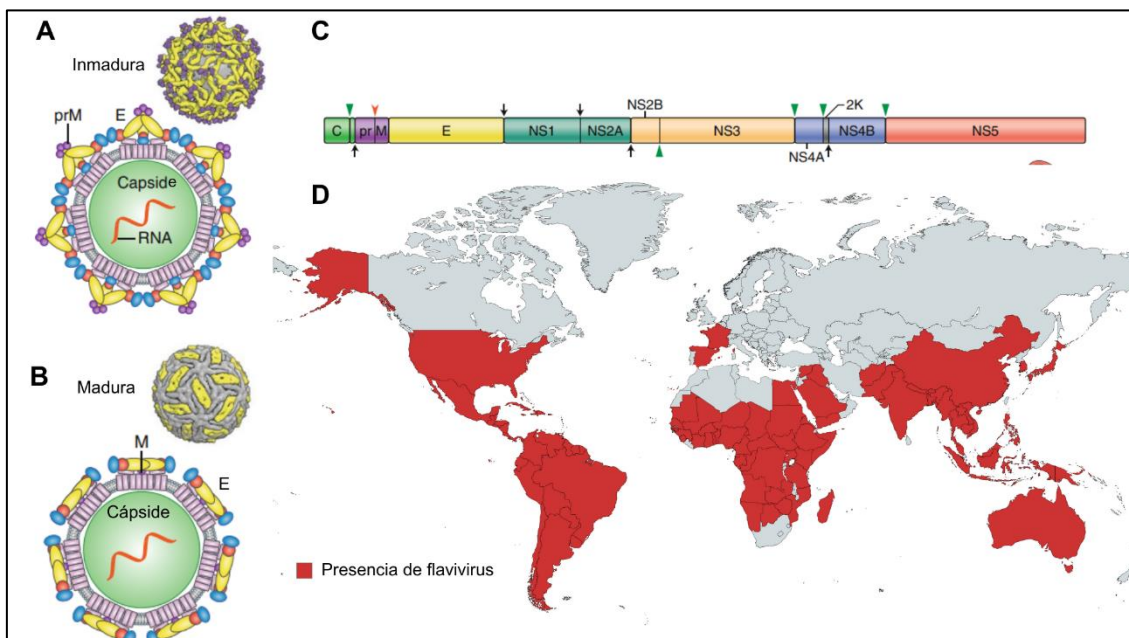 A
Inmadura
prM
E
Capside
RNA
B
Madura
M
E
Cápside
C
NS2B
2K
C pr M E NS1 NS2A NS3 NS4B NS5
NS4A
D
Presencia de flavivirus